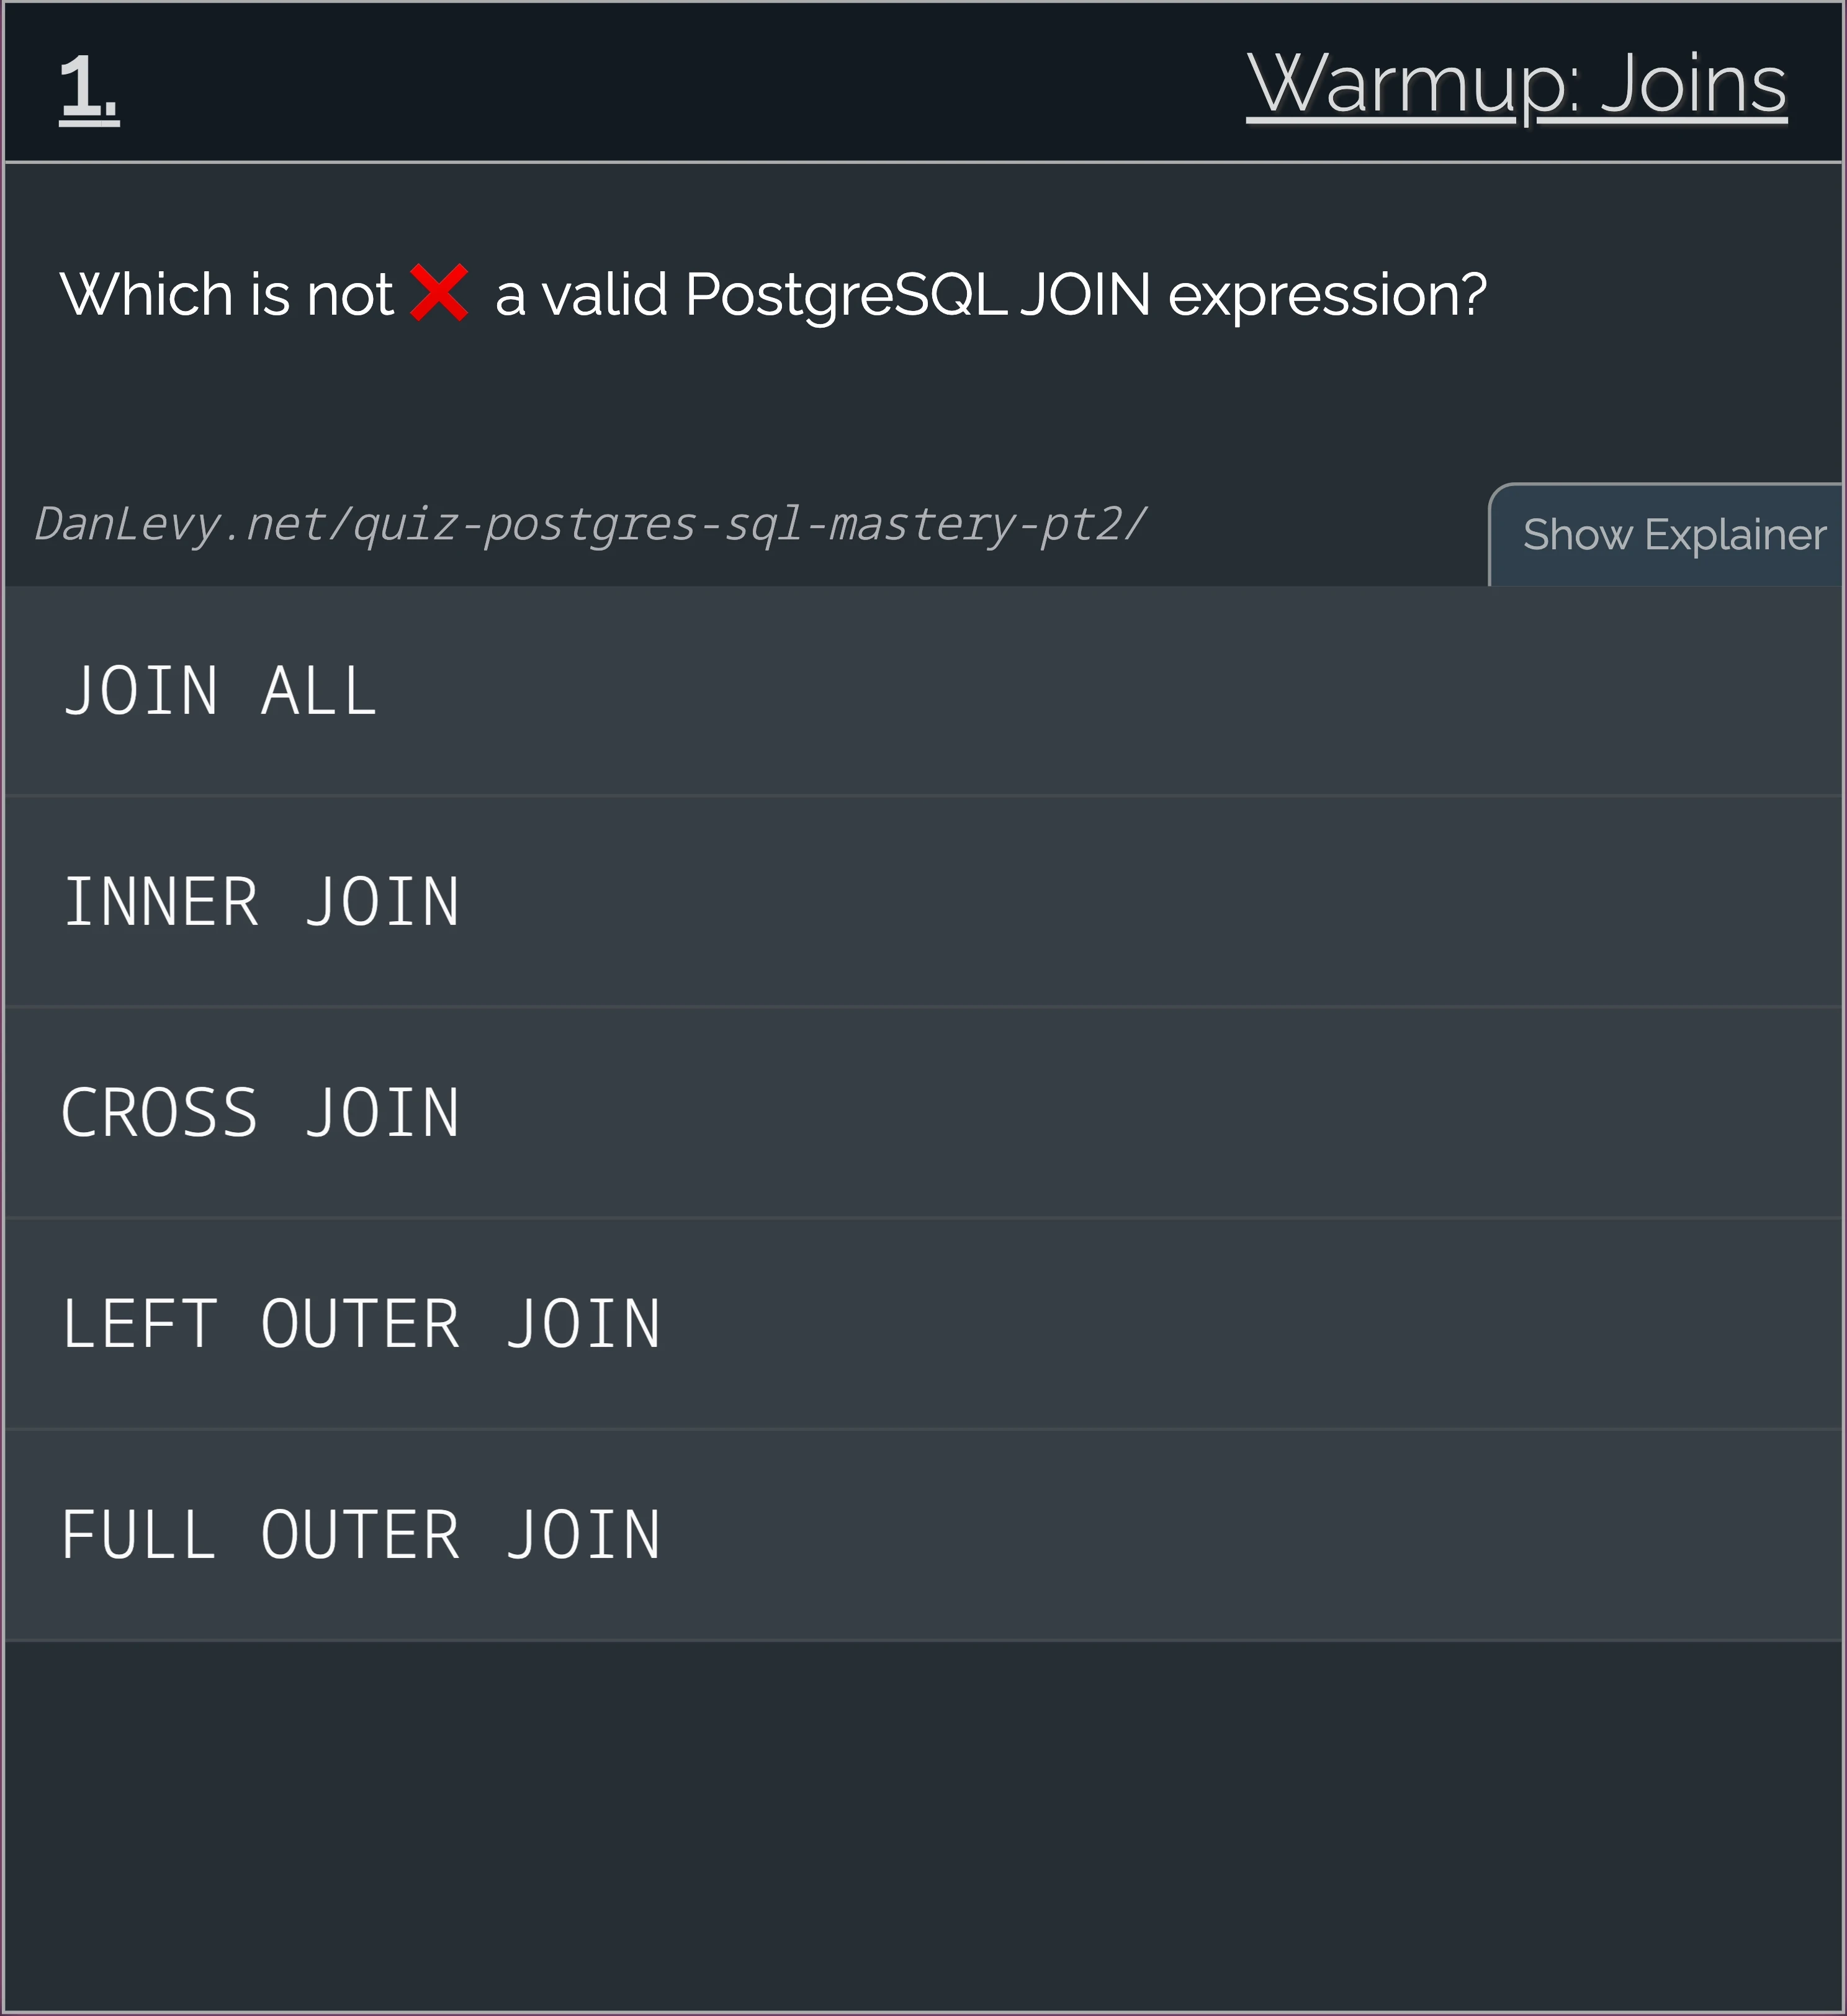 1.
Warmup: Joins
Which is not ❌ a valid PostgreSQL JOIN expression?
DanLevy.net/quiz-postgres-sql-mastery-pt2/
Show Explainer
JOIN ALL
INNER JOIN
CROSS JOIN
LEFT OUTER JOIN
FULL OUTER JOIN